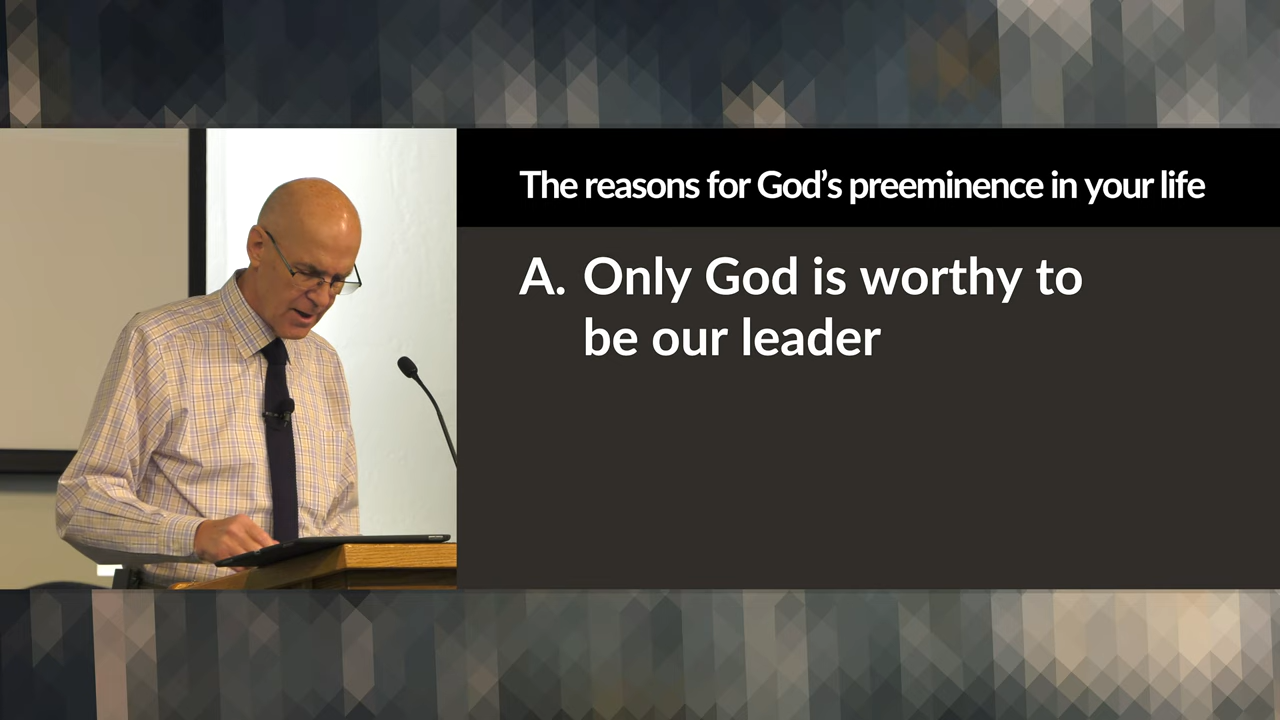 The reasons for God’s preeminence in your life
A. Only God is worthy to
be our leader